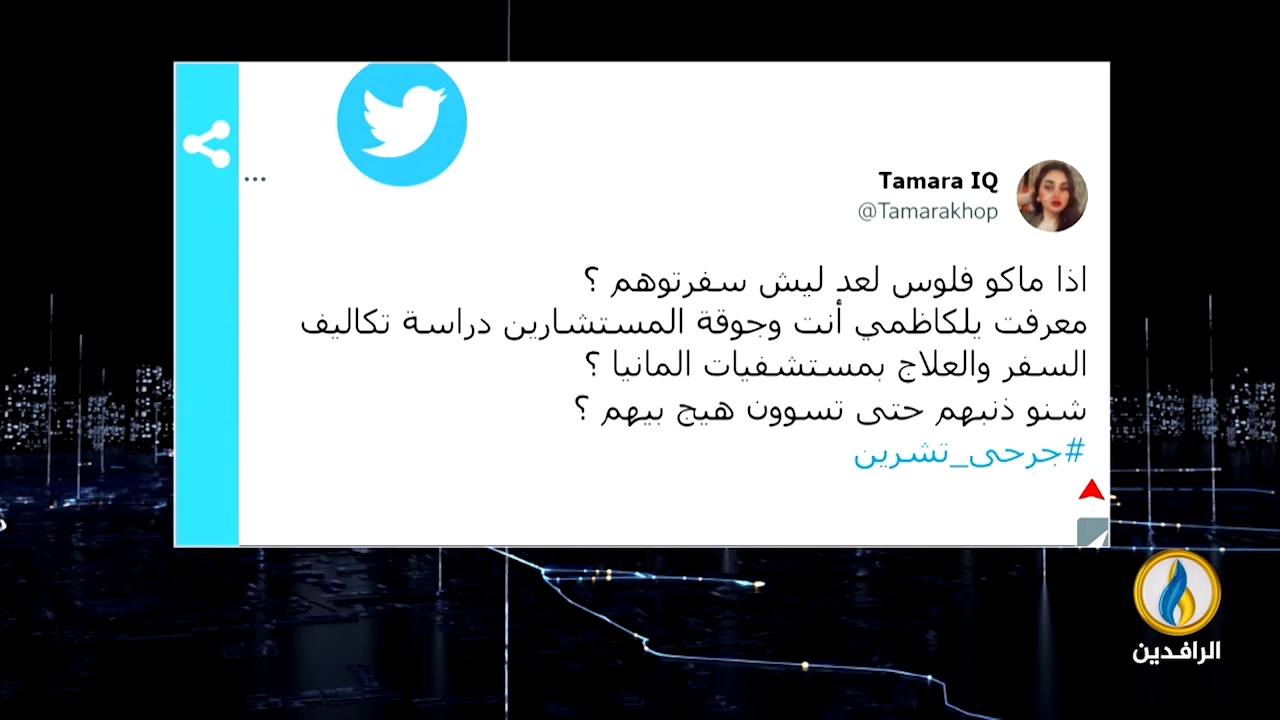 Tamara IQ
@Tamarakhop
اذا ماكو فلوس لعد ليش سفرتوهم ؟
معرفت يلكاظمي أنت وجوقة المستشارين دراسة تكاليف
السفر والعلاج بمستشفيات المانيا ؟
شنو ذنبهم حتى تسوون هيج بيهم ؟
#جرحى_تشرين
الرافدين